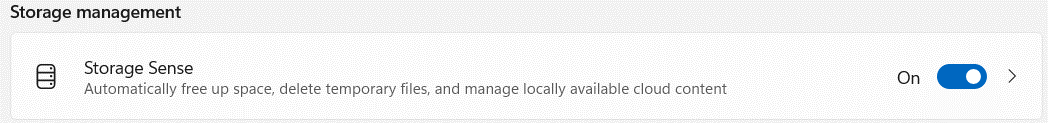 Storage management
Storage Sense
Automatically free up space, delete temporary files, and manage locally available cloud content
On